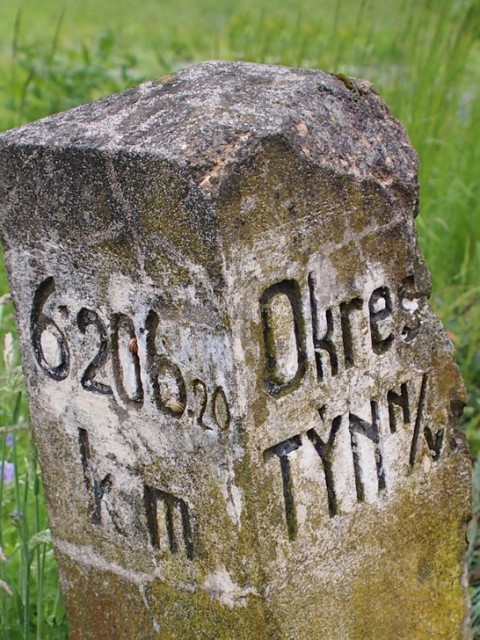 6·206.20
km
Okres
TÝN N/V